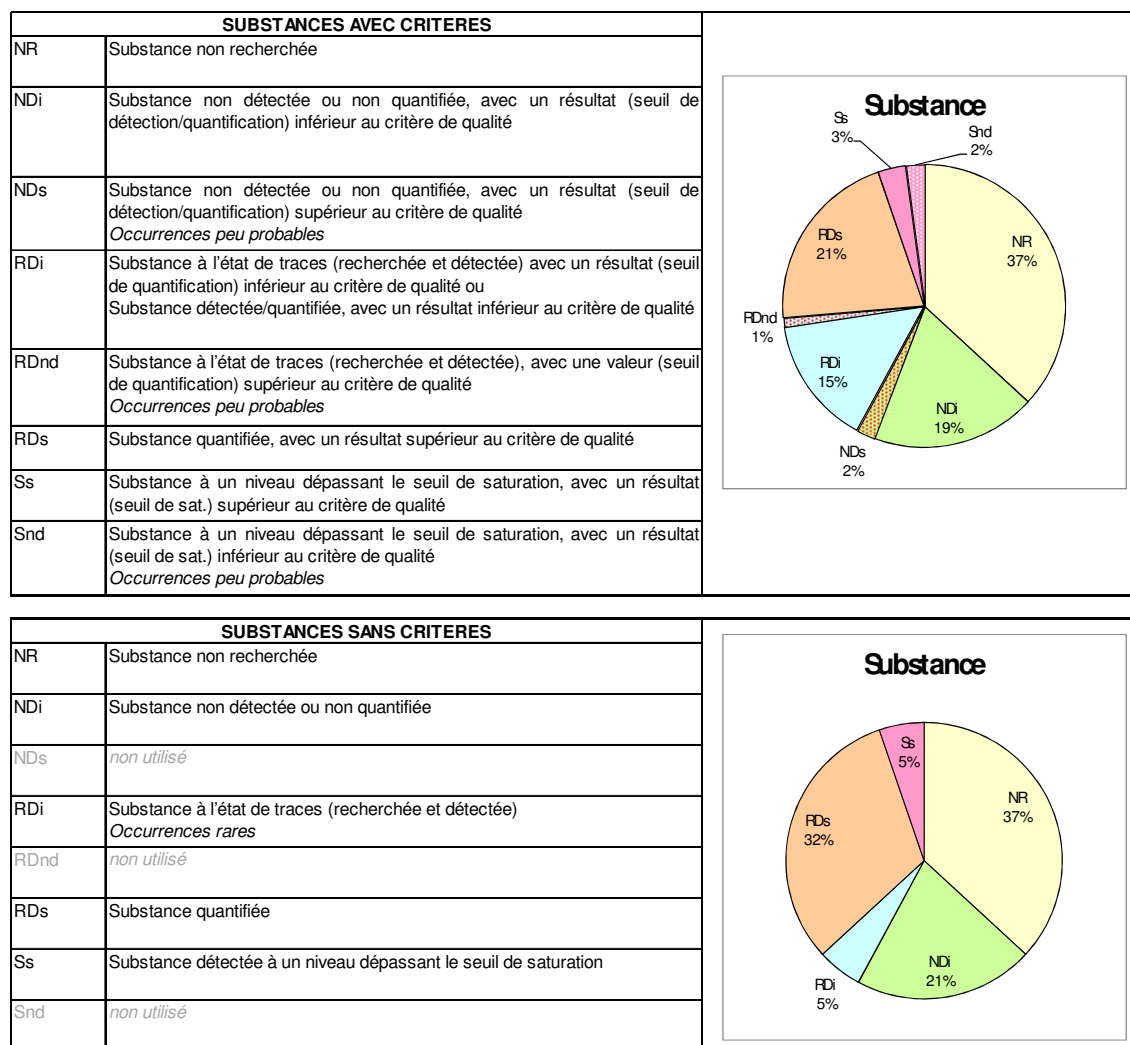 SUBSTANCES AVEC CRITERES
NR
Substance non recherchée
NDi
Substance non détectée ou non quantifiée, avec un résultat (seuil de
détection/quantification) inférieur au critère de qualité
NDs
Substance non détectée ou non quantifiée, avec un résultat (seuil de
détection/quantification) supérieur au critère de qualité
Occurrences peu probables
RDi
Substance à l'état de traces (recherchée et détectée) avec un résultat (seuil
de quantification) inférieur au critère de qualité ou
Substance détectée/quantifiée, avec un résultat inférieur au critère de qualité
RDnd
Substance à l'état de traces (recherchée et détectée), avec une valeur (seuil
de quantification) supérieur au critère de qualité
Occurrences peu probables
RDs
Substance quantifiée, avec un résultat supérieur au critère de qualité
Ss
Substance à un niveau dépassant le seuil de saturation, avec un résultat
(seuil de sat.) supérieur au critère de qualité
Snd
Substance à un niveau dépassant le seuil de saturation, avec un résultat
(seuil de sat.) inférieur au critère de qualité
Occurrences peu probables
Substance
Ss
3%
Snd
2%
NR
37%
RDs
21%
RDnd
1%
RDi
15%
NDi
19%
NDs
2%
SUBSTANCES SANS CRITERES
NR
Substance non recherchée
NDi
Substance non détectée ou non quantifiée
NDs
non utilisé
RDi
Substance à l'état de traces (recherchée et détectée)
Occurrences rares
RDnd
non utilisé
RDs
Substance quantifiée
Ss
Substance détectée à un niveau dépassant le seuil de saturation
Snd
non utilisé
Substance
Ss
5%
NR
37%
RDs
32%
NDi
21%
RDi
5%